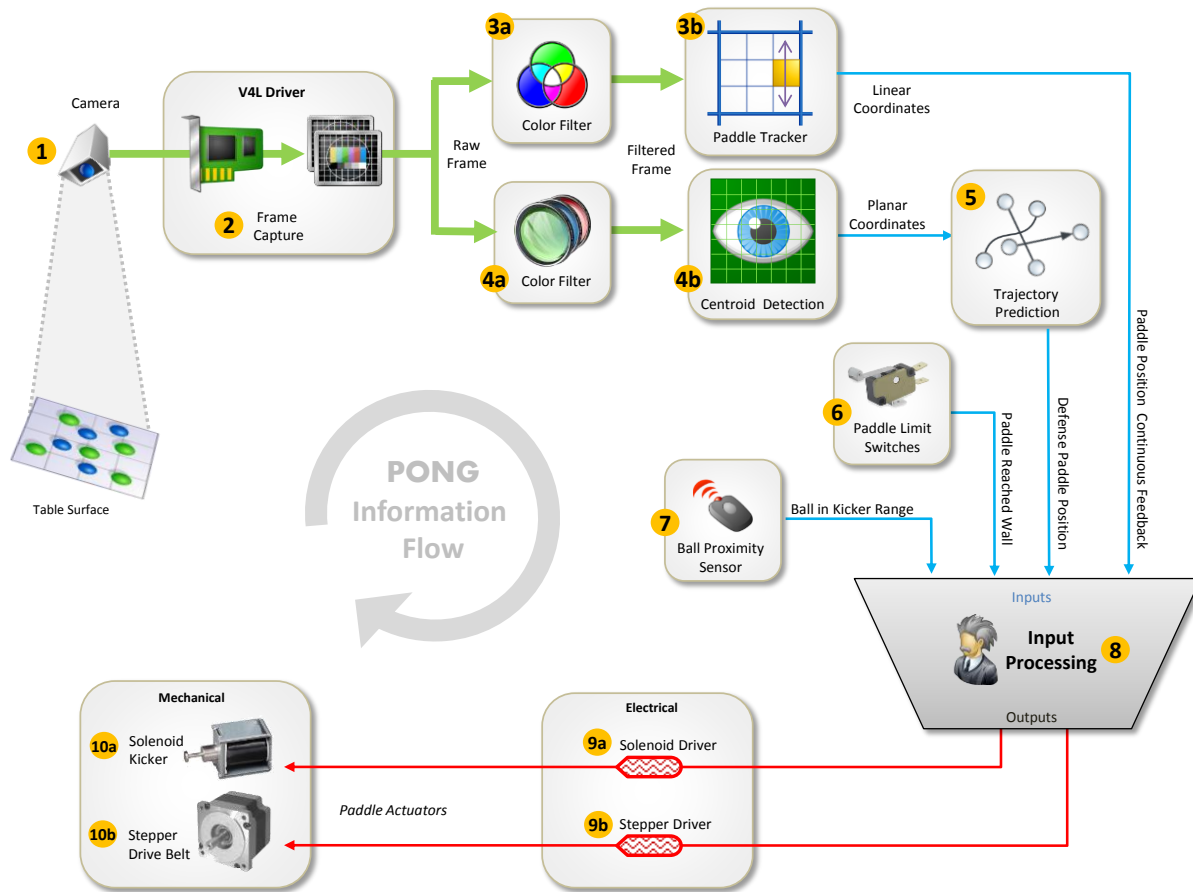 Camera
1
V4L Driver
2
Frame
Capture
Raw
Frame
3a
Color Filter
3b
Paddle Tracker
Linear
Coordinates
Filtered
Frame
4a
Color Filter
4b
Centroid Detection
Planar
Coordinates
5
Trajectory
Prediction
Table Surface
PONG
Information
Flow
6
Paddle Limit
Switches
7
Ball Proximity
Sensor
Ball in Kicker Range
Paddle Reached Wall
Defense Paddle Position
Paddle Position Continuous Feedback
Inputs
Input
Processing
8
Outputs
Mechanical
10a
Solenoid
Kicker
10b
Stepper
Drive Belt
Paddle Actuators
Electrical
9a
Solenoid Driver
9b
Stepper Driver